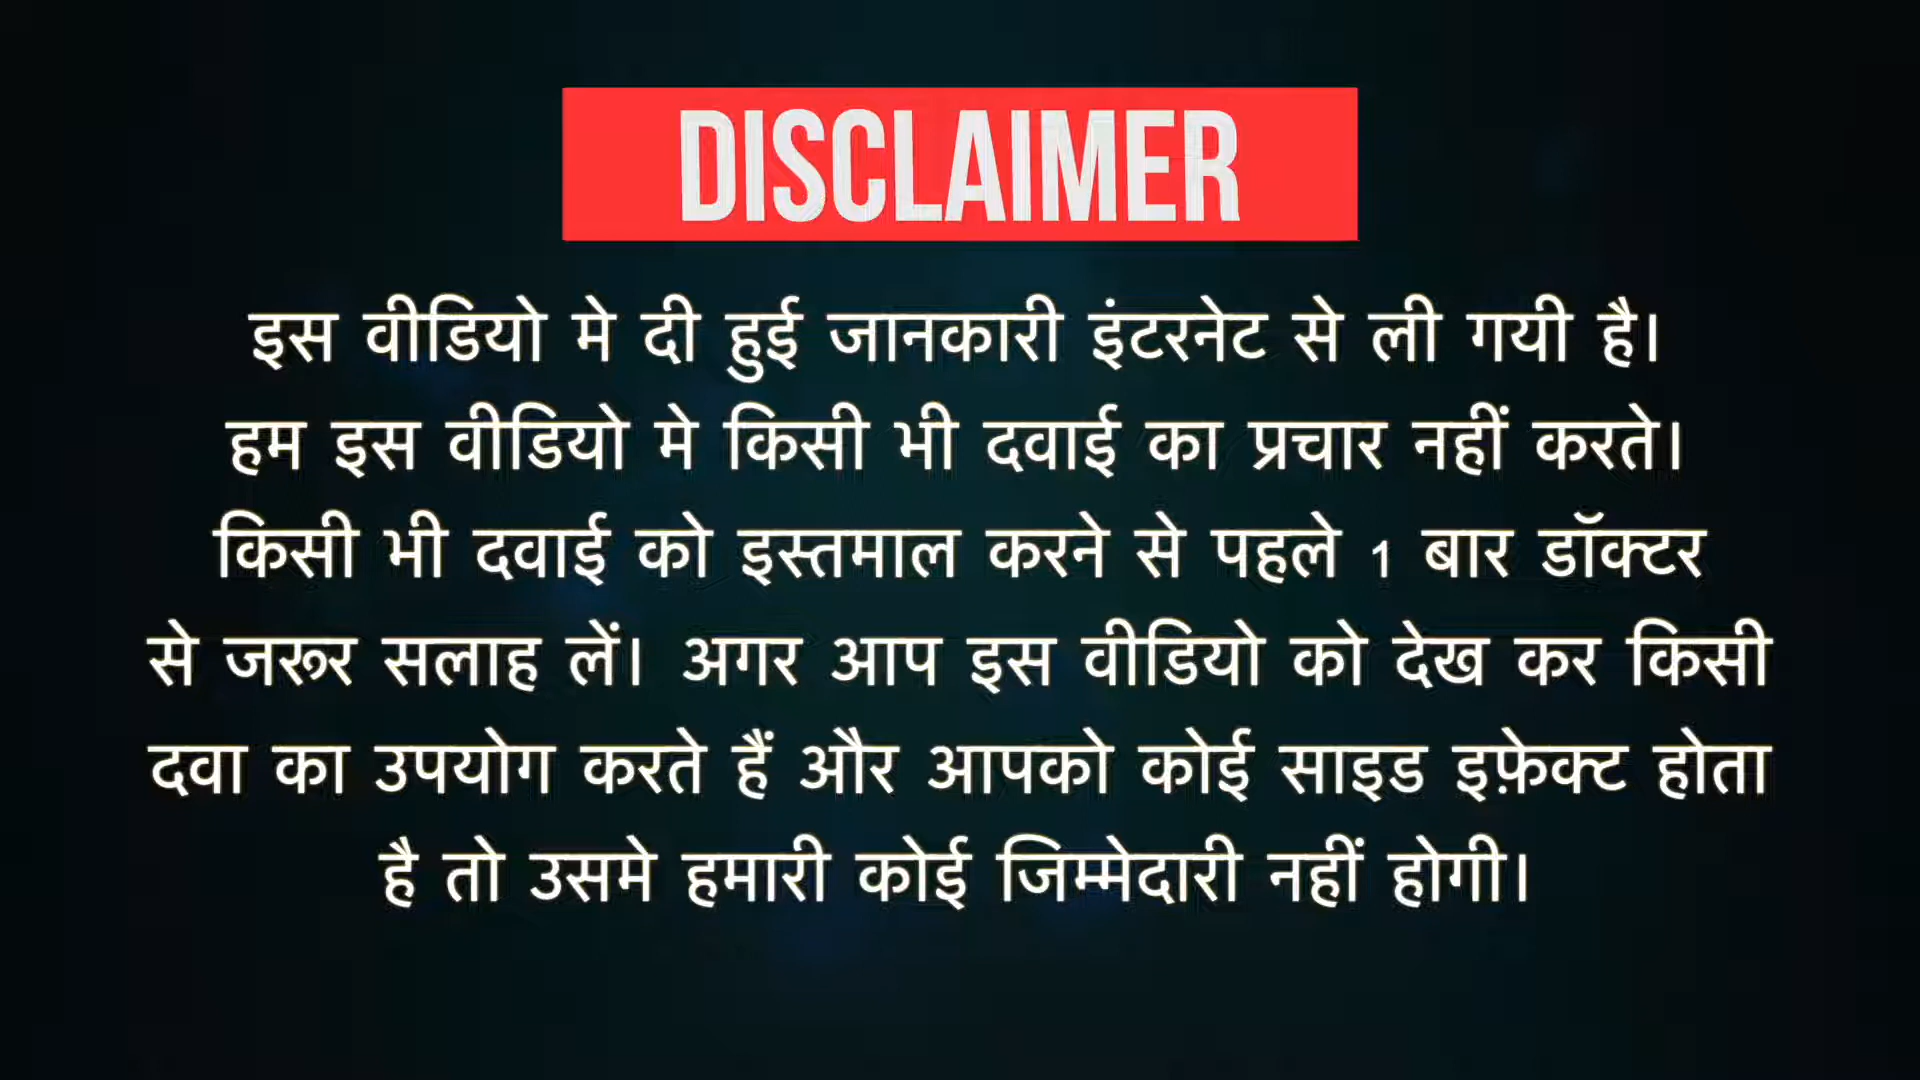 DISCLAIMER
इस वीडियो मे दी हुई जानकारी इंटरनेट से ली गयी है।
हम इस वीडियो मे किसी भी दवाई का प्रचार नहीं करते।
किसी भी दवाई को इस्तमाल करने से पहले 1 बार डॉक्टर
से जरूर सलाह लें। अगर आप इस वीडियो को देख कर किसी
दवा का उपयोग करते हैं और आपको कोई साइड इफ़ेक्ट होता
है तो उसमे हमारी कोई जिम्मेदारी नहीं होगी।